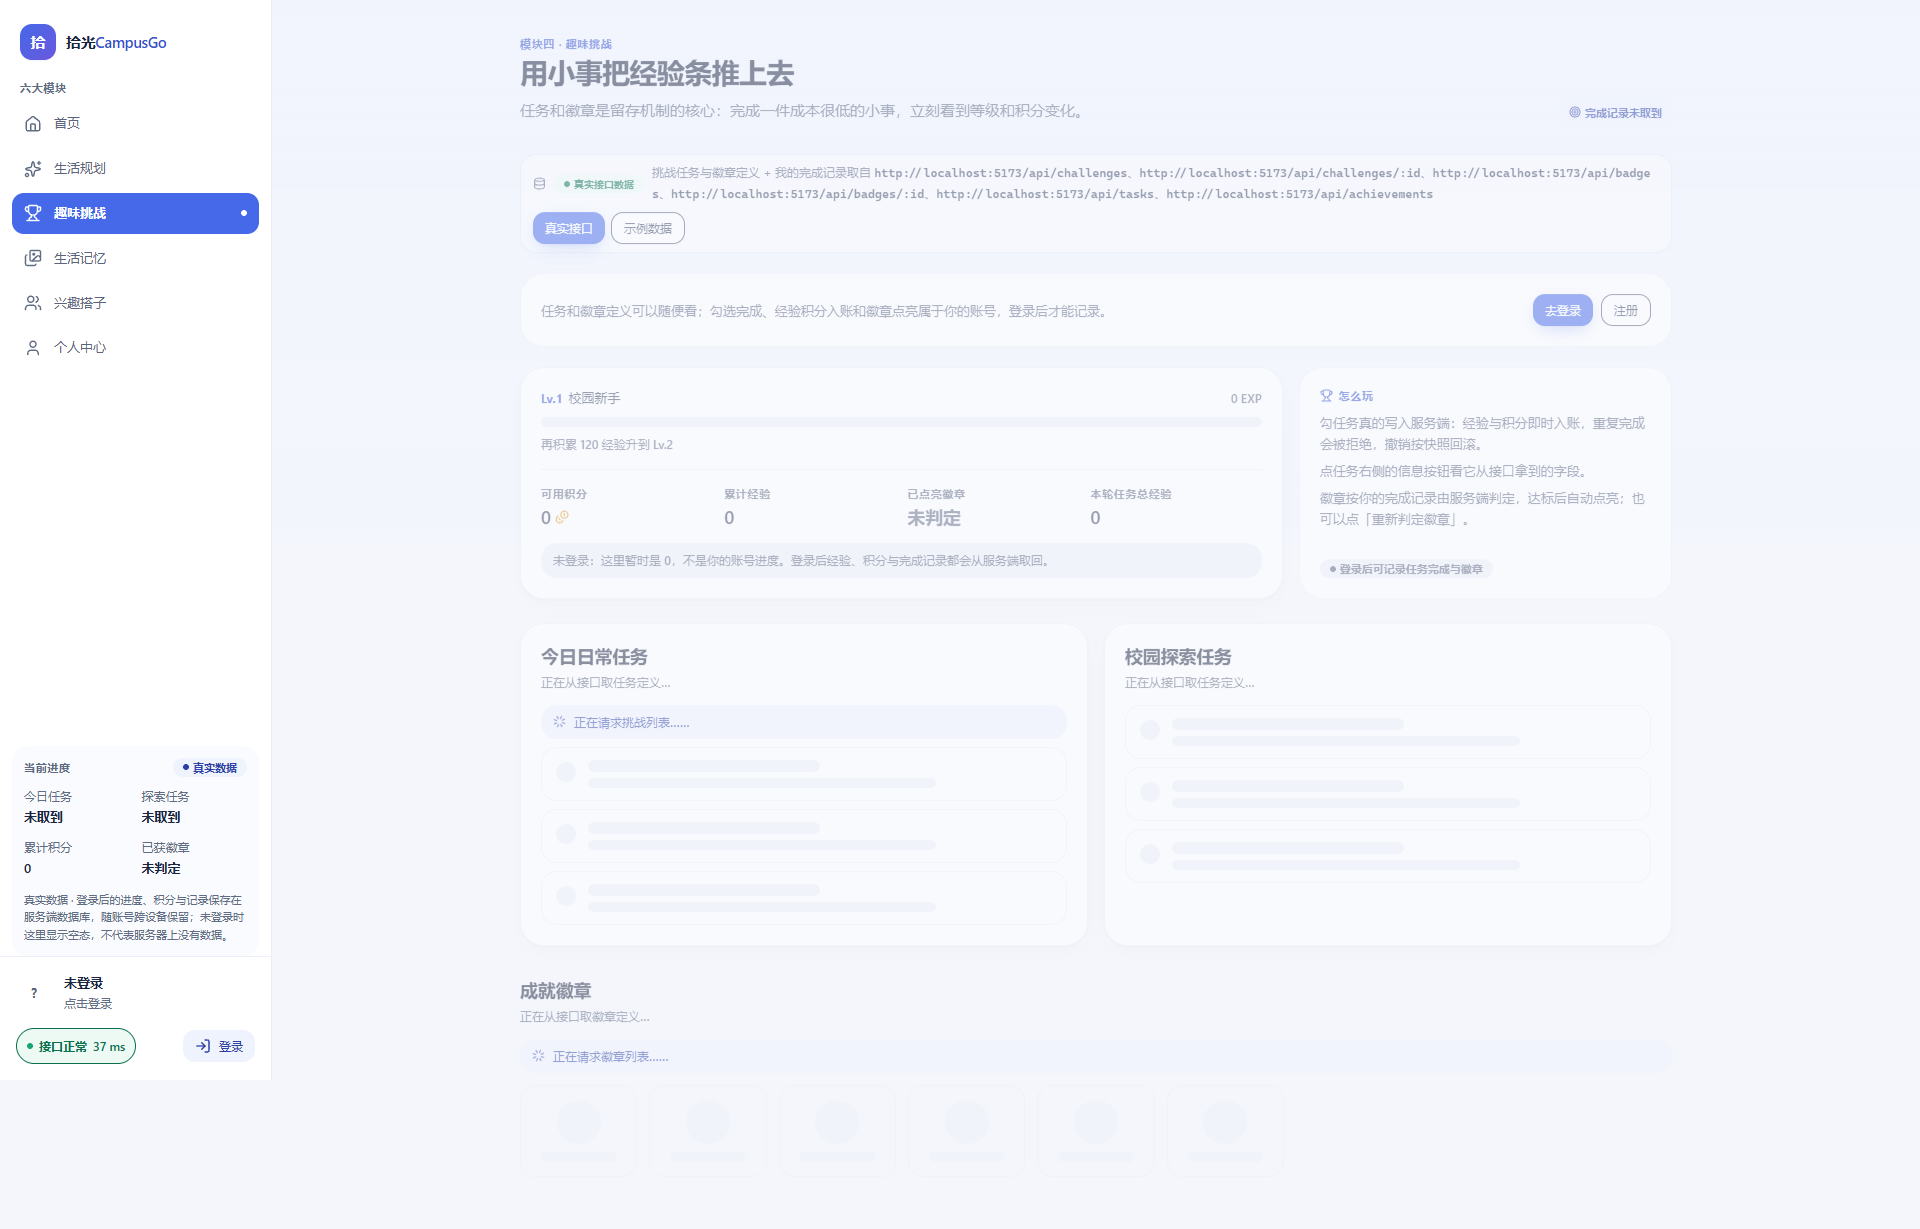 拾 拾光CampusGo
六大模块
首页
生活规划
趣味挑战
生活记忆
兴趣搭子
个人中心
当前进度 真实数据
今日任务 探索任务
未取到 未取到
累计积分 已获徽章
0 未判定
真实数据 · 登录后的进度、积分与记录保存在
服务端数据库，随账号跨设备保留；未登录时
这里显示空态，不代表服务器上没有数据。
? 未登录
点击登录
接口正常 37 ms 登录
模块四 · 趣味挑战
用小事把经验条推上去
任务和徽章是留存机制的核心：完成一件成本很低的小事，立刻看到等级和积分变化。
完成记录未取到
真实接口数据 挑战任务与徽章定义 + 我的完成记录取自 http://localhost:5173/api/challenges、http://localhost:5173/api/challenges/:id、http://localhost:5173/api/badge
s、http://localhost:5173/api/badges/:id、http://localhost:5173/api/tasks、http://localhost:5173/api/achievements
真实接口 示例数据
任务和徽章定义可以随便看；勾选完成、经验积分入账和徽章点亮属于你的账号，登录后才能记录。
去登录 注册
Lv.1 校园新手 0 EXP
再积累 120 经验升到 Lv.2
可用积分 累计经验 已点亮徽章 本轮任务总经验
0 0 未判定 0
未登录：这里暂时是 0，不是你的账号进度。登录后经验、积分与完成记录都会从服务端取回。
怎么玩
勾任务真的写入服务端：经验与积分即时入账，重复完成
会被拒绝，撤销按快照回滚。
点任务右侧的信息按钮看它从接口拿到的字段。
徽章按你的完成记录由服务端判定，达标后自动点亮；也
可以点「重新判定徽章」。
登录后可记录任务完成与徽章
今日日常任务
正在从接口取任务定义…
正在请求挑战列表……
校园探索任务
正在从接口取任务定义…
成就徽章
正在从接口取徽章定义…
正在请求徽章列表……